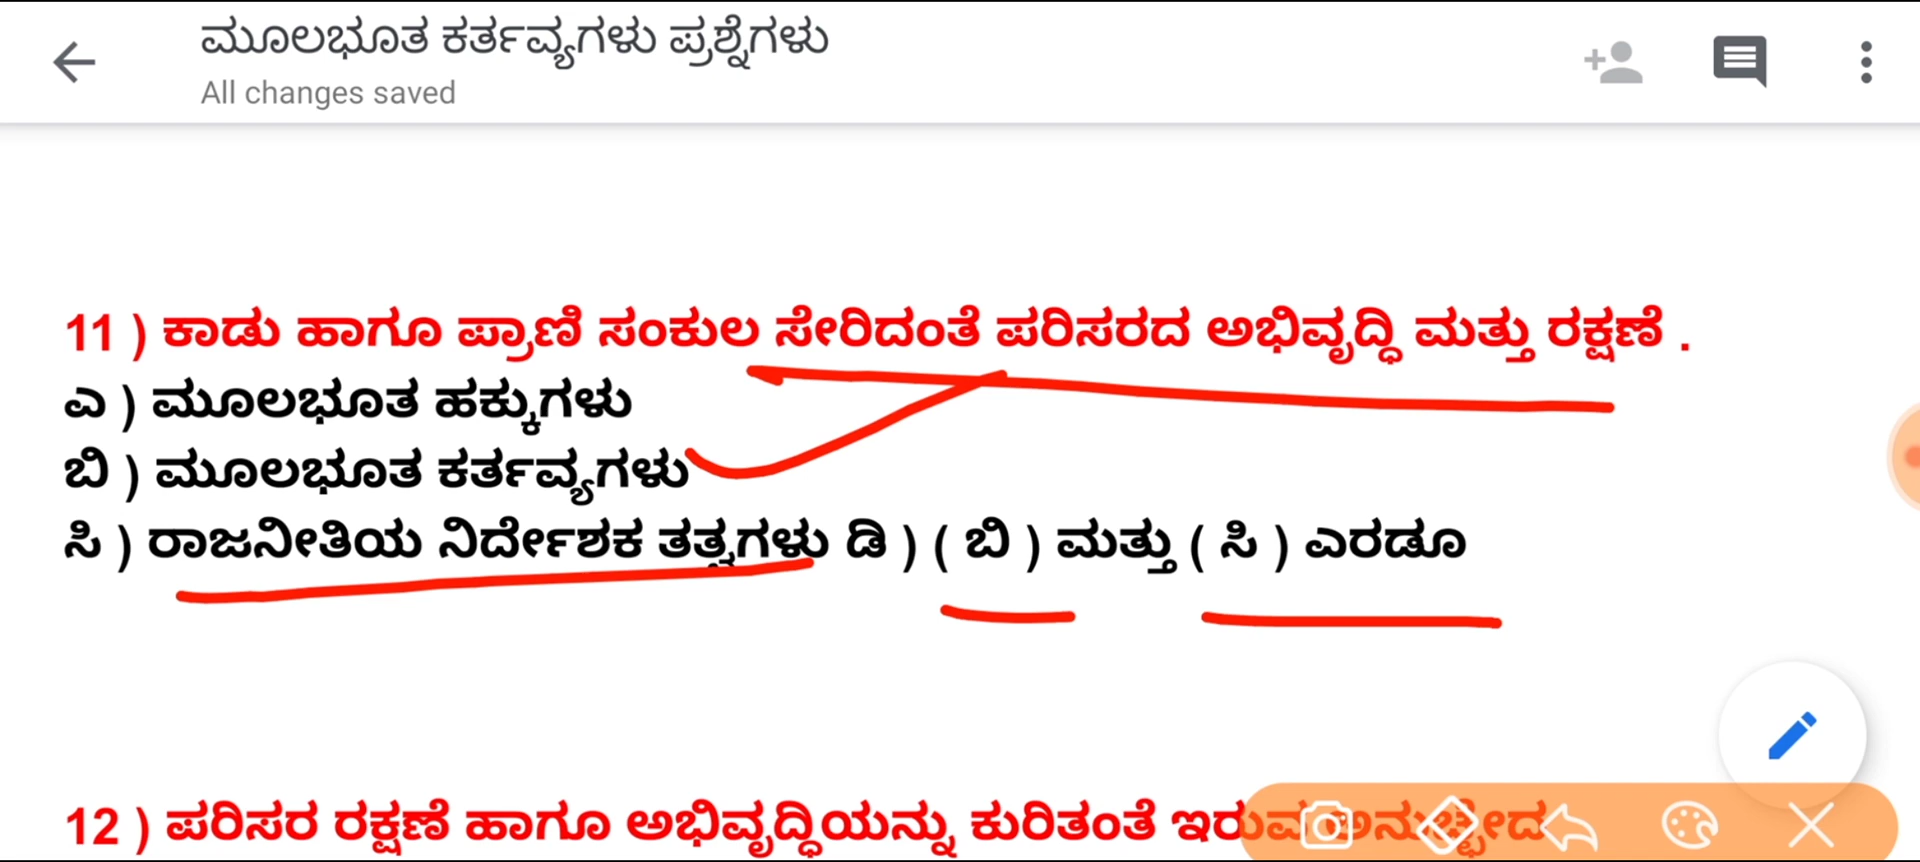 ಮೂಲಭೂತ ಕರ್ತವ್ಯಗಳು ಪ್ರಶ್ನೆಗಳು
All changes saved
11 ) ಕಾಡು ಹಾಗೂ ಪ್ರಾಣಿ ಸಂಕುಲ ಸೇರಿದಂತೆ ಪರಿಸರದ ಅಭಿವೃದ್ಧಿ ಮತ್ತು ರಕ್ಷಣೆ .
ಎ ) ಮೂಲಭೂತ ಹಕ್ಕುಗಳು
ಬಿ ) ಮೂಲಭೂತ ಕರ್ತವ್ಯಗಳು
ಸಿ ) ರಾಜನೀತಿಯ ನಿರ್ದೇಶಕ ತತ್ವಗಳು ಡಿ ) ( ಬಿ ) ಮತ್ತು ( ಸಿ ) ಎರಡೂ
12 ) ಪರಿಸರ ರಕ್ಷಣೆ ಹಾಗೂ ಅಭಿವೃದ್ಧಿಯನ್ನು ಕುರಿತಂತೆ ಇರುವ